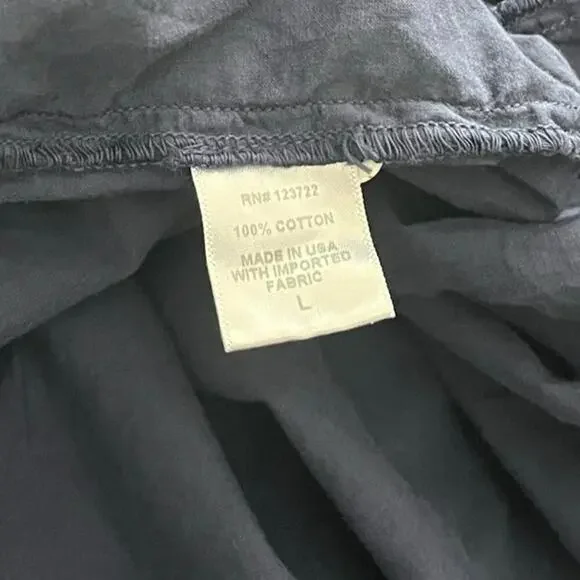 RN# 123722
100% COTTON
MADE IN USA
WITH IMPORTED
FABRIC
L